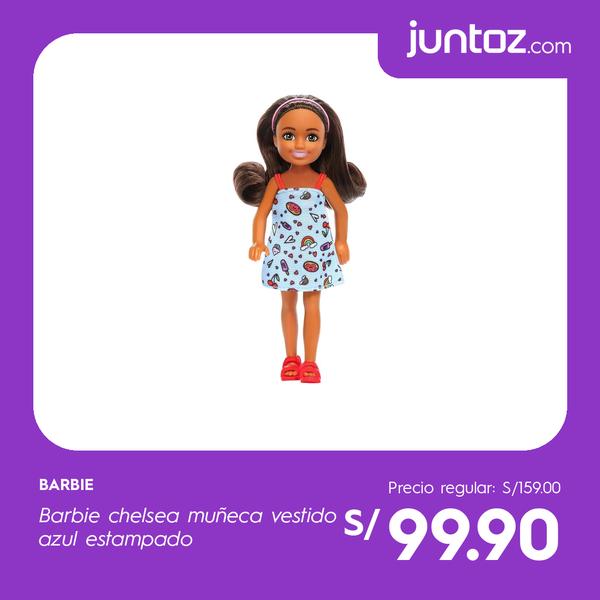 juntoz.com
BARBIE
Barbie chelsea muñeca vestido
azul estampado
Precio regular: S/159.00
S/99.90